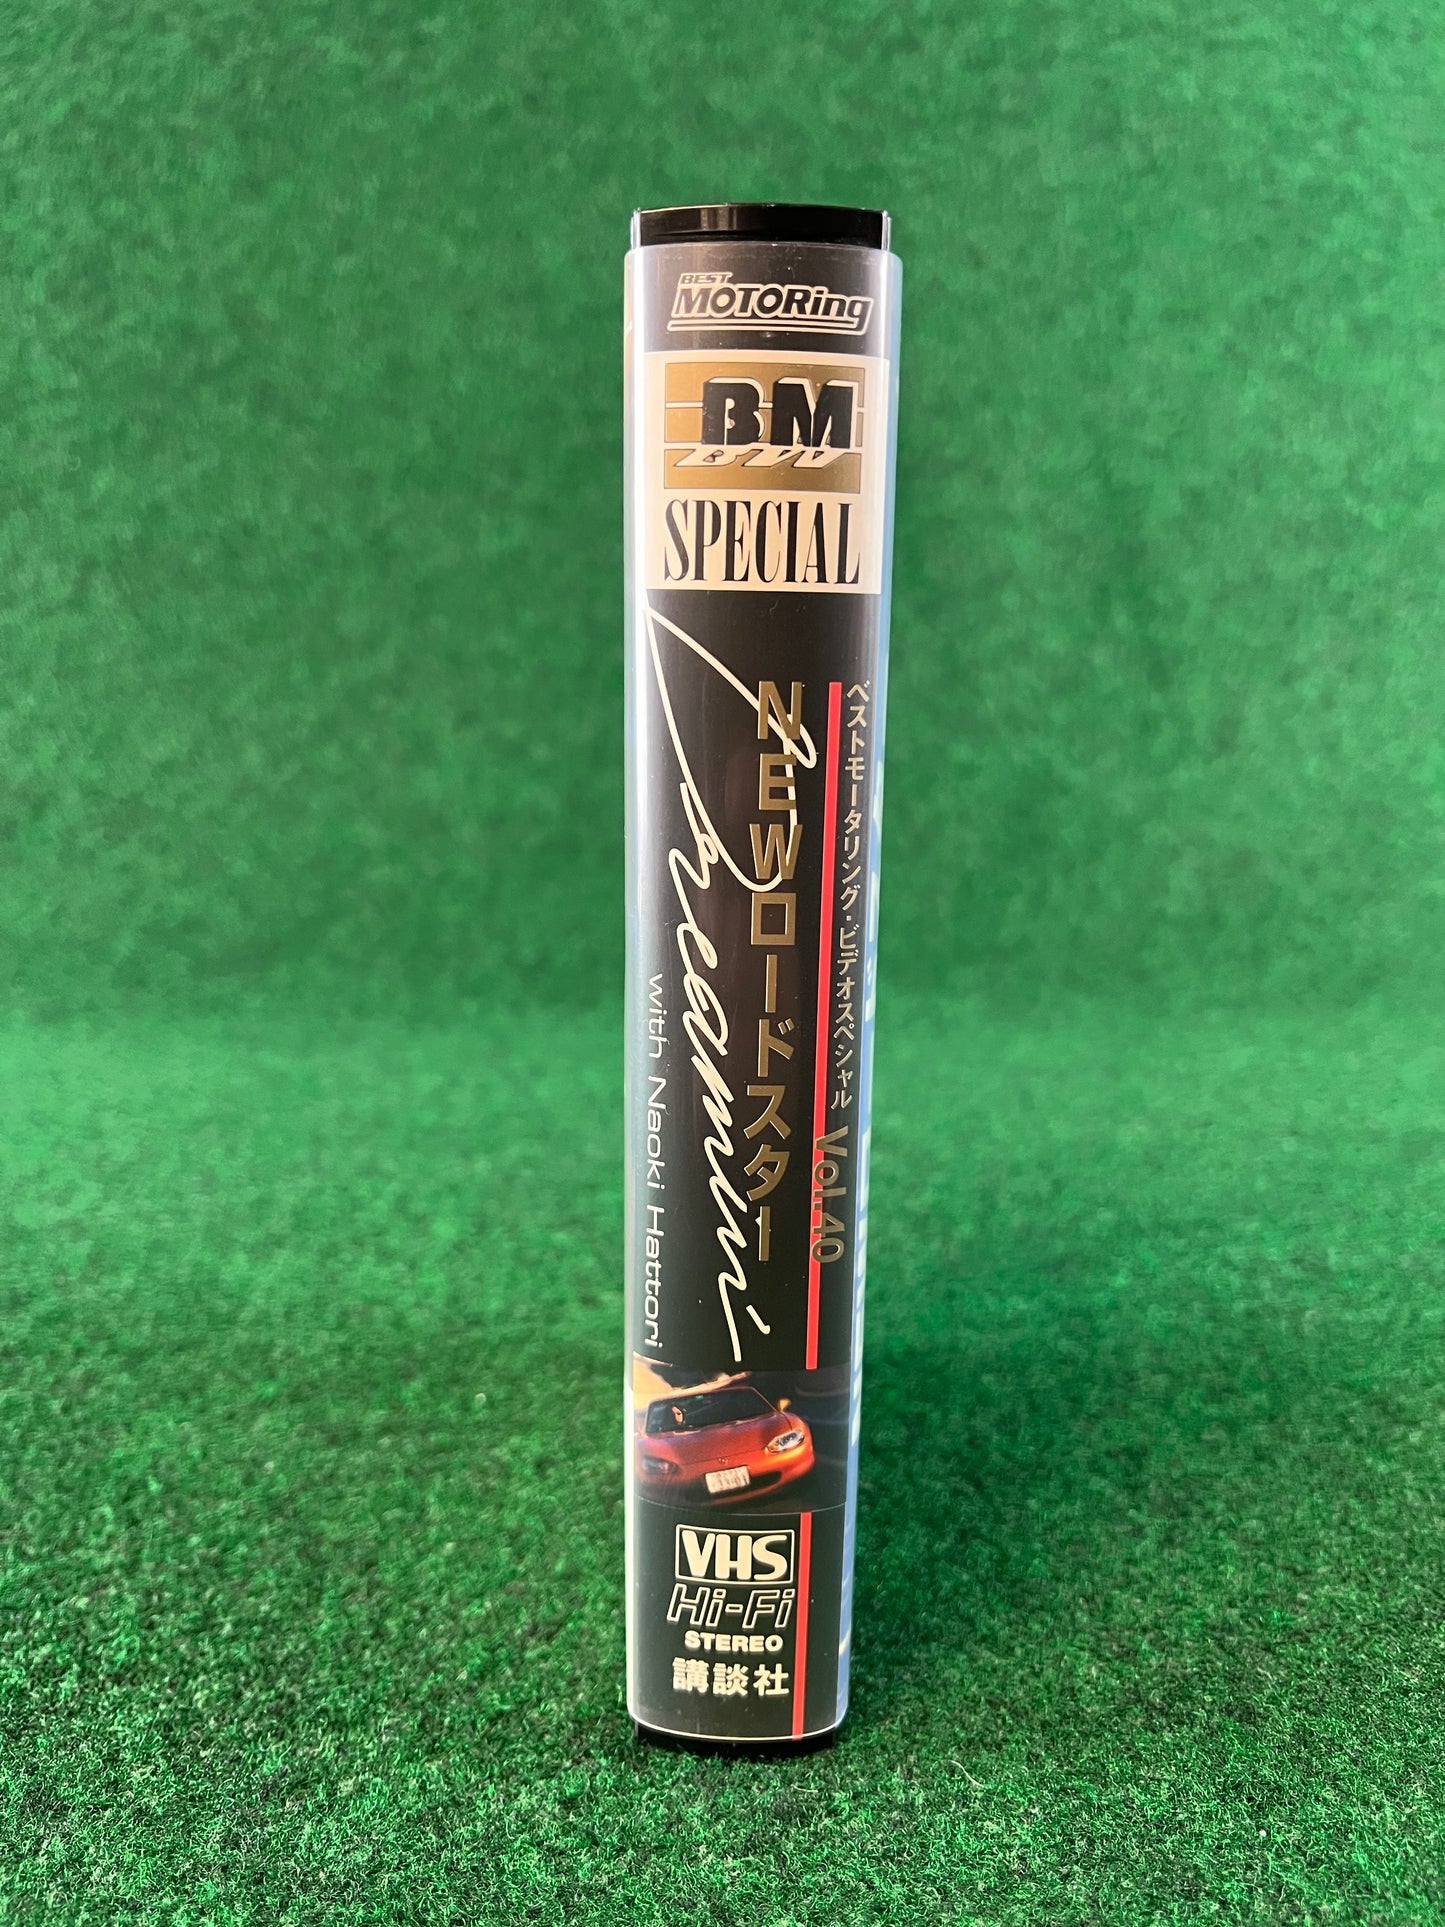 BEST
MOTORing
BM
SPECIAL
ベストモータリング・ビデオスペシャル Vol.40
NEWロードスター
Dreamin'
with Naoki Hattori
VHS
Hi-Fi
STEREO
講談社